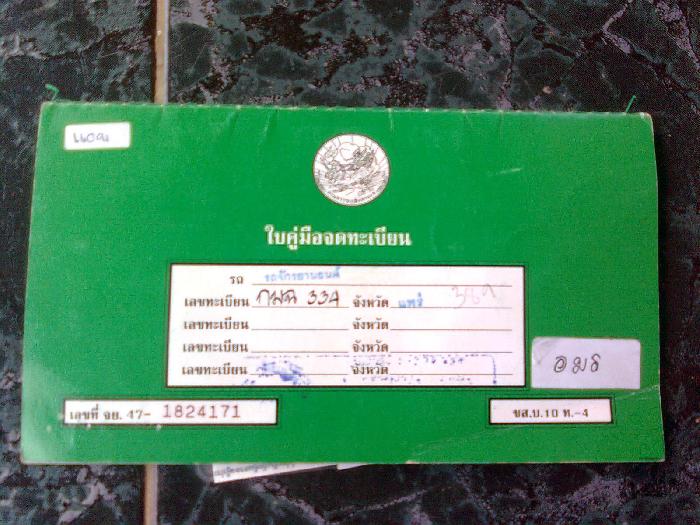 ใบคู่มือจดทะเบียน
รถ รถจักรยานยนต์
เลขทะเบียน กมฉ 334 จังหวัด แพร่
เลขทะเบียน จังหวัด
เลขทะเบียน จังหวัด
เลขทะเบียน จังหวัด
อมร
เลขที่ จย. 47- 1824171
ขส.บ.10 ท.-4